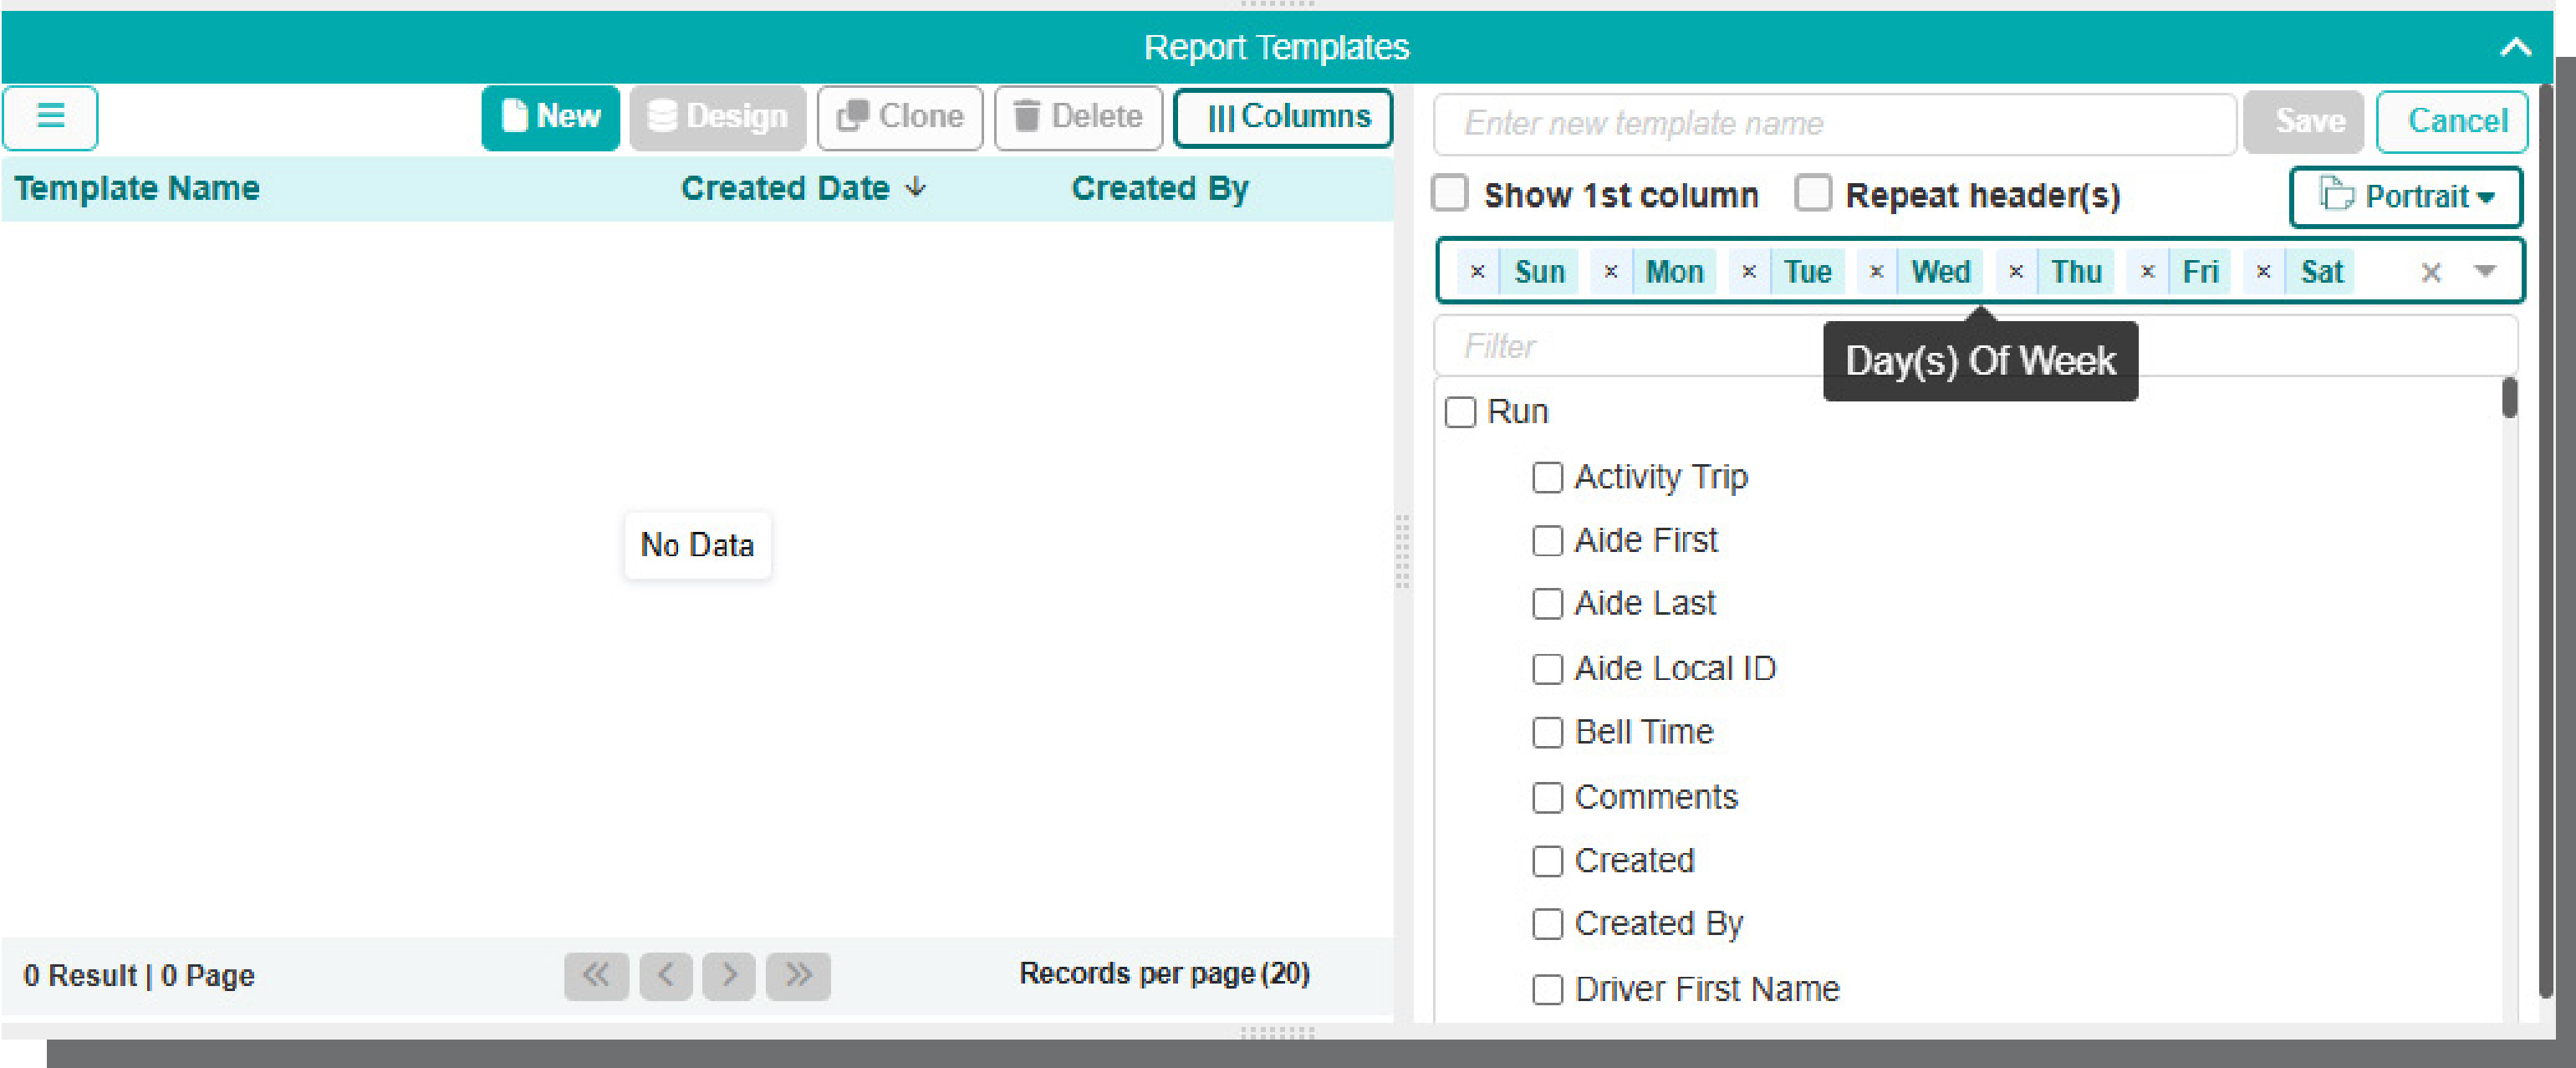 Report Templates
New Design Clone Delete Columns
Template Name Created Date Created By
No Data
0 Result | 0 Page
Records per page (20)
Enter new template name Save Cancel
Show 1st column Repeat header(s) Portrait
× Sun × Mon × Tue × Wed × Thu × Fri × Sat ×
Filter
Day(s) Of Week
Run
Activity Trip
Aide First
Aide Last
Aide Local ID
Bell Time
Comments
Created
Created By
Driver First Name